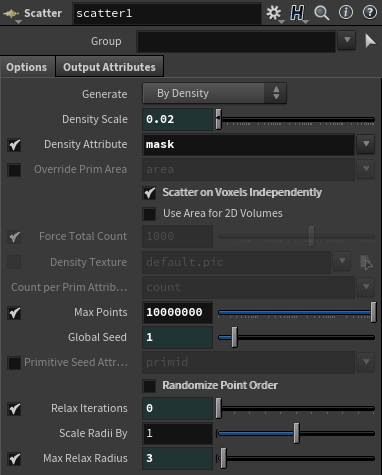 Scatter scatter1
Group
Options Output Attributes
Generate By Density
Density Scale 0.02
Density Attribute mask
Override Prim Area area
Scatter on Voxels Independently
Use Area for 2D Volumes
Force Total Count 1000
Density Texture default.pic
Count per Prim Attrib... count
Max Points 10000000
Global Seed 1
Primitive Seed Attr... primid
Randomize Point Order
Relax Iterations 0
Scale Radii By 1
Max Relax Radius 3